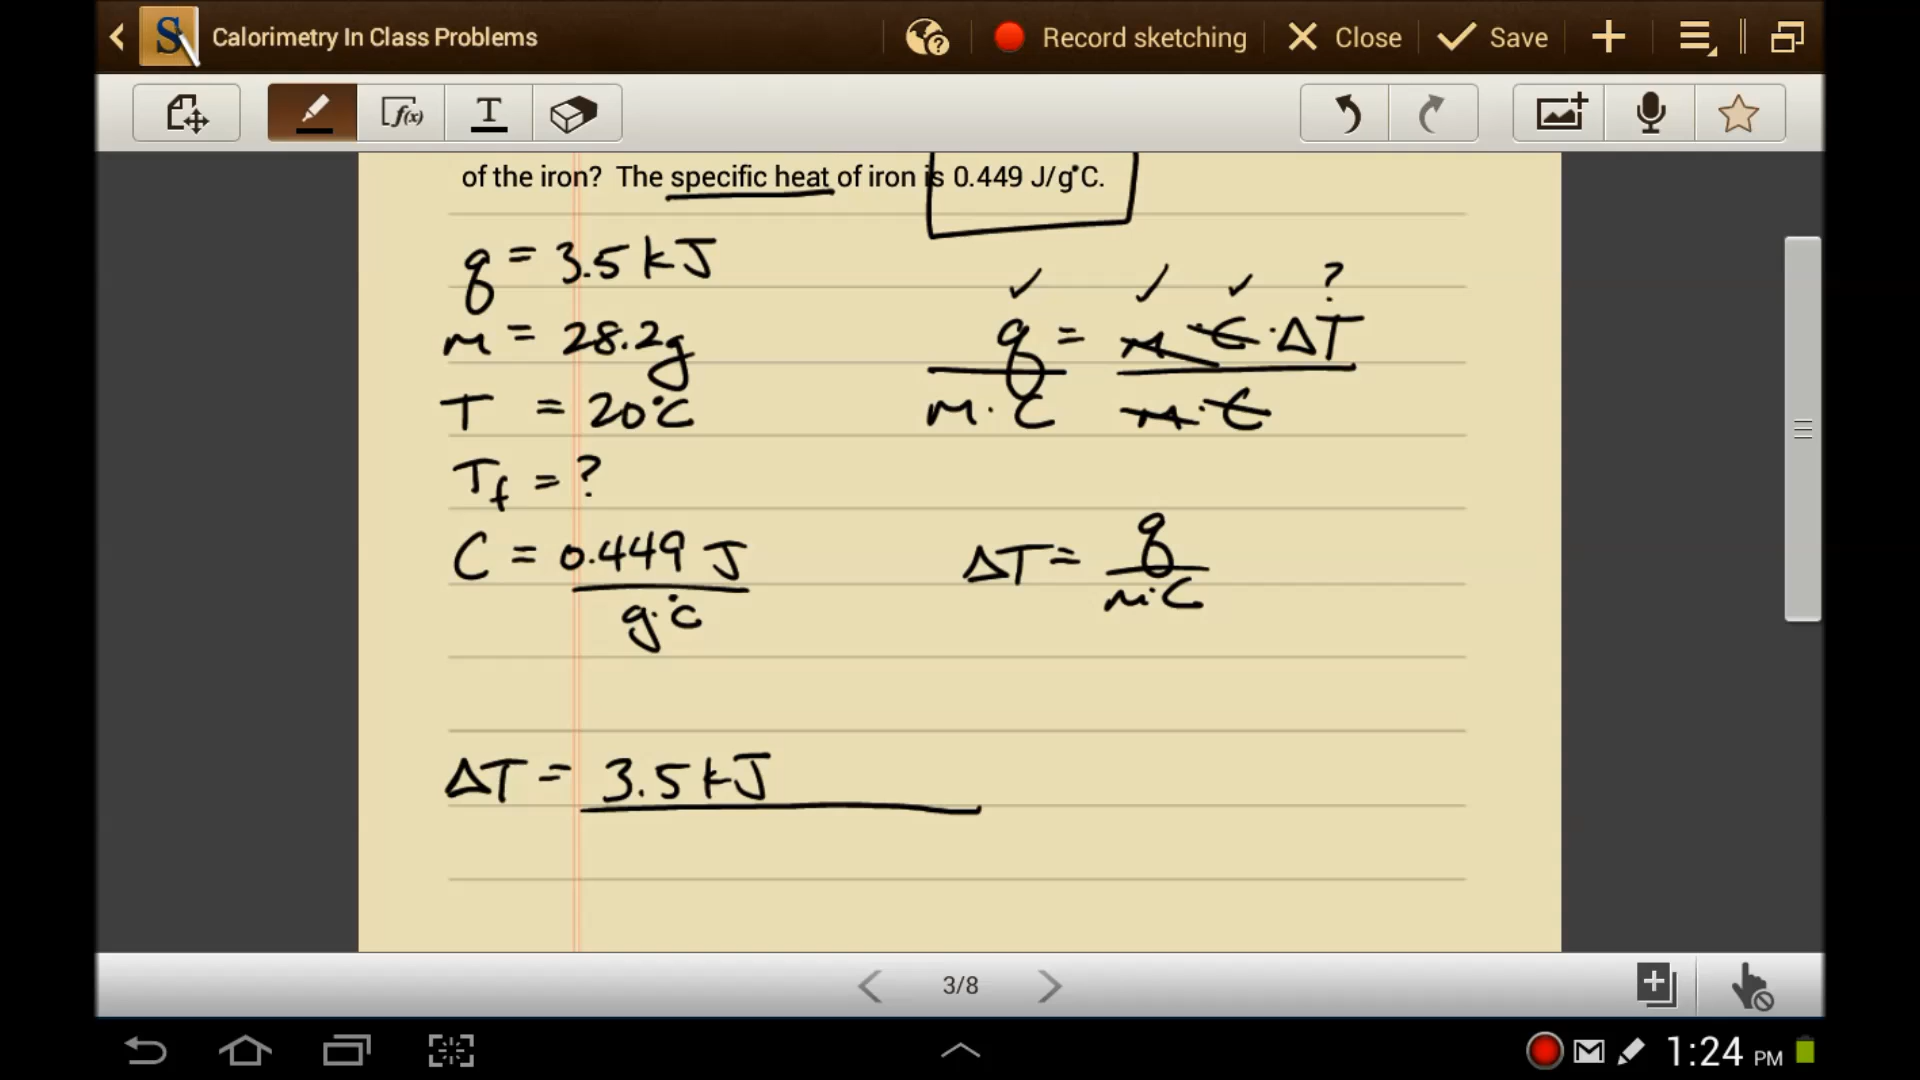 Calorimetry In Class Problems
Record sketching
Close
Save
f(x)
T
of the iron? The specific heat of iron is 0.449 J/g°C.
q = 3.5 kJ
✓ ✓ ✓ ?
m = 28.2g
q = m · C · ΔT
m · C m · C
T = 20°C
Tf = ?
C = 0.449 J
g·°C
ΔT = q
m·C
ΔT = 3.5 kJ
3/8
1:24 PM